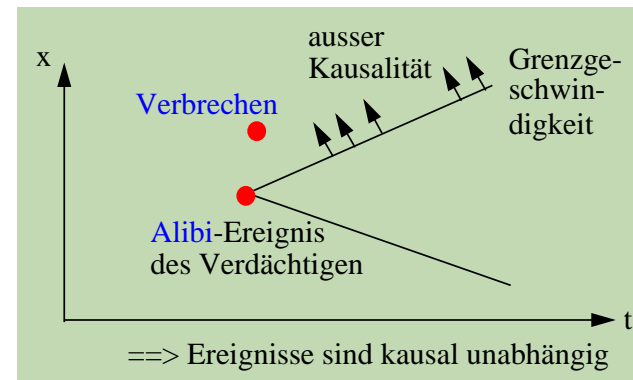 x
ausser
Kausalität
Grenzge-
schwin-
digkeit
Verbrechen
Alibi-Ereignis
des Verdächtigen
t
==> Ereignisse sind kausal unabhängig